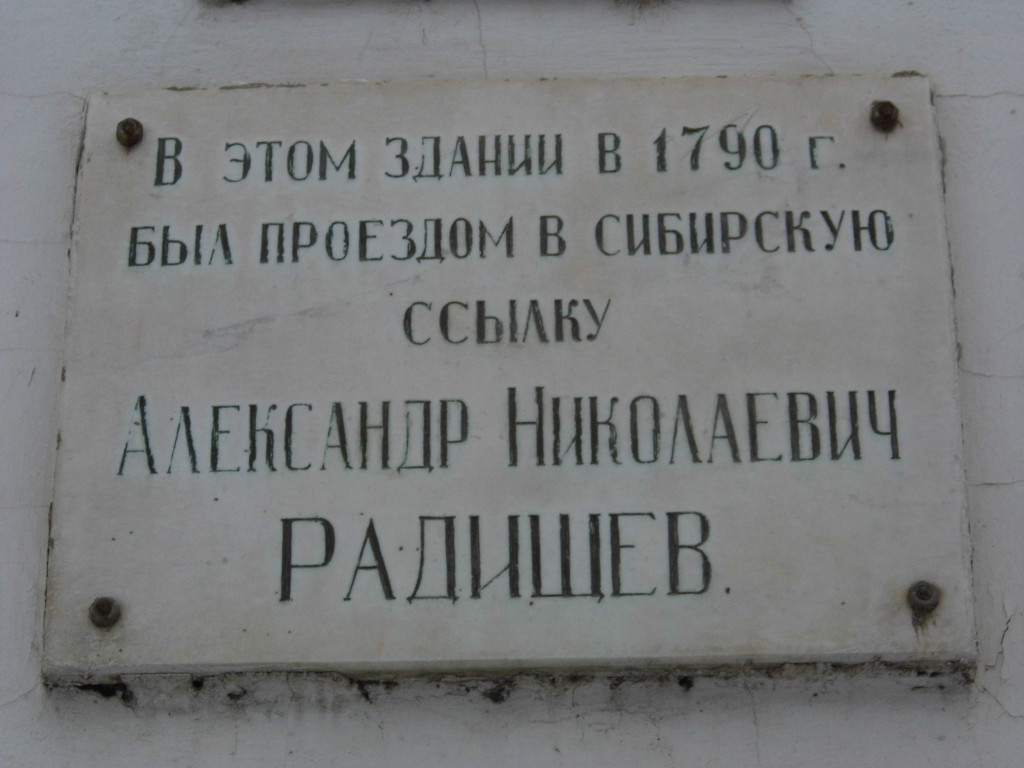 В ЭТОМ ЗДАНИИ В 1790 г.
БЫЛ ПРОЕЗДОМ В СИБИРСКУЮ
ССЫЛКУ
АЛЕКСАНДР НИКОЛАЕВИЧ
РАДИЩЕВ.